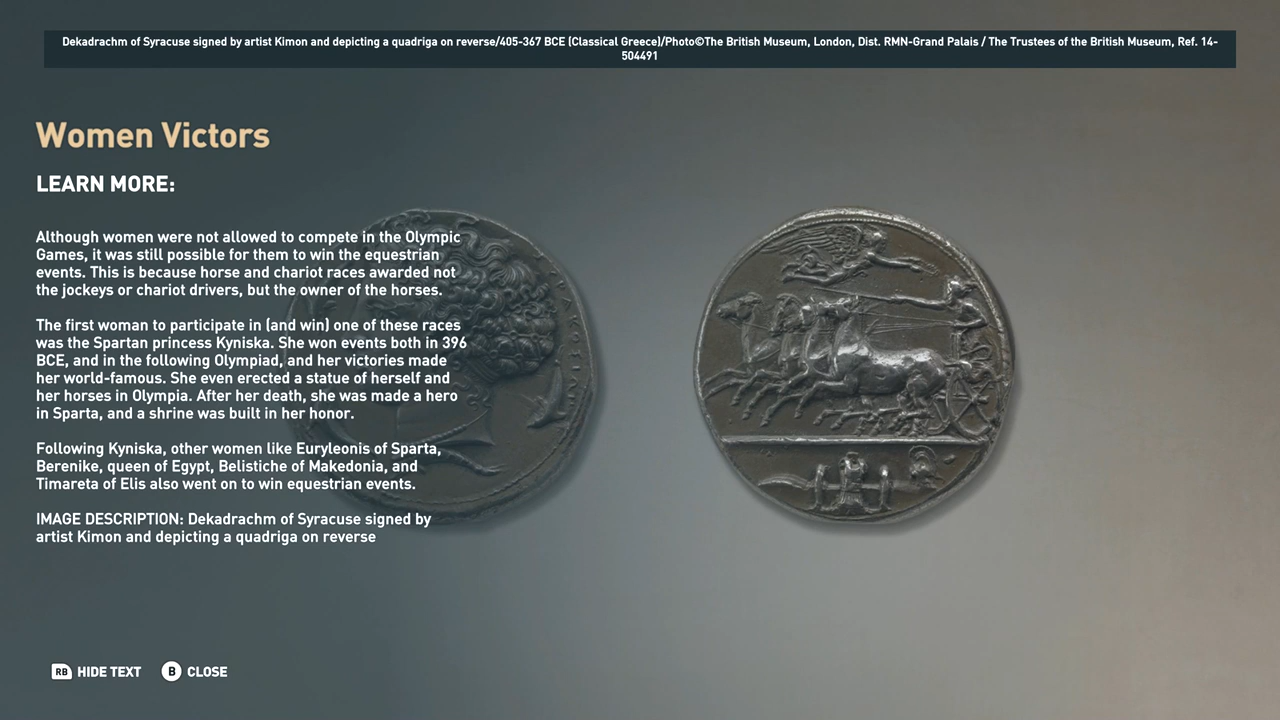 Dekadrachm of Syracuse signed by artist Kimon and depicting a quadriga on reverse/405-367 BCE (Classical Greece)/Photo©The British Museum, London, Dist. RMN-Grand Palais / The Trustees of the British Museum, Ref. 14-
504491
Women Victors
LEARN MORE:
Although women were not allowed to compete in the Olympic
Games, it was still possible for them to win the equestrian
events. This is because horse and chariot races awarded not
the jockeys or chariot drivers, but the owner of the horses.
The first woman to participate in (and win) one of these races
was the Spartan princess Kyniska. She won events both in 396
BCE, and in the following Olympiad, and her victories made
her world-famous. She even erected a statue of herself and
her horses in Olympia. After her death, she was made a hero
in Sparta, and a shrine was built in her honor.
Following Kyniska, other women like Euryleonis of Sparta,
Berenike, queen of Egypt, Belistiche of Makedonia, and
Timareta of Elis also went on to win equestrian events.
IMAGE DESCRIPTION: Dekadrachm of Syracuse signed by
artist Kimon and depicting a quadriga on reverse
RB HIDE TEXT B CLOSE